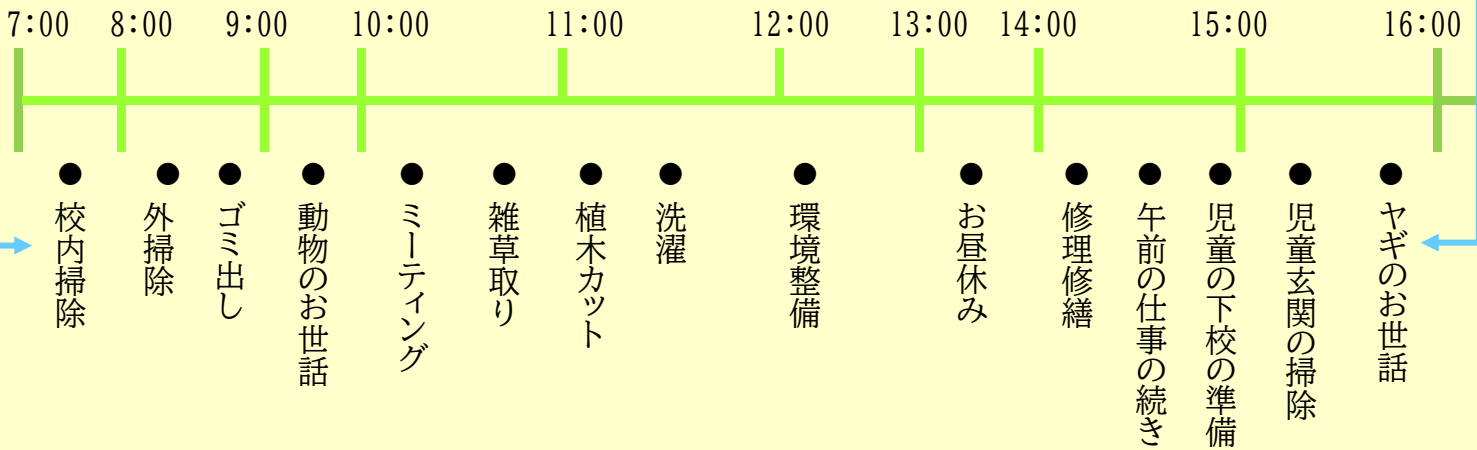 7:00 8:00 9:00 10:00 11:00 12:00 13:00 14:00 15:00 16:00
校内掃除
外掃除
ゴミ出し
動物のお世話
ミーティング
雑草取り
植木カット
洗濯
環境整備
お昼休み
修理修繕
午前の仕事の続き
児童の下校の準備
児童玄関の掃除
ヤギのお世話